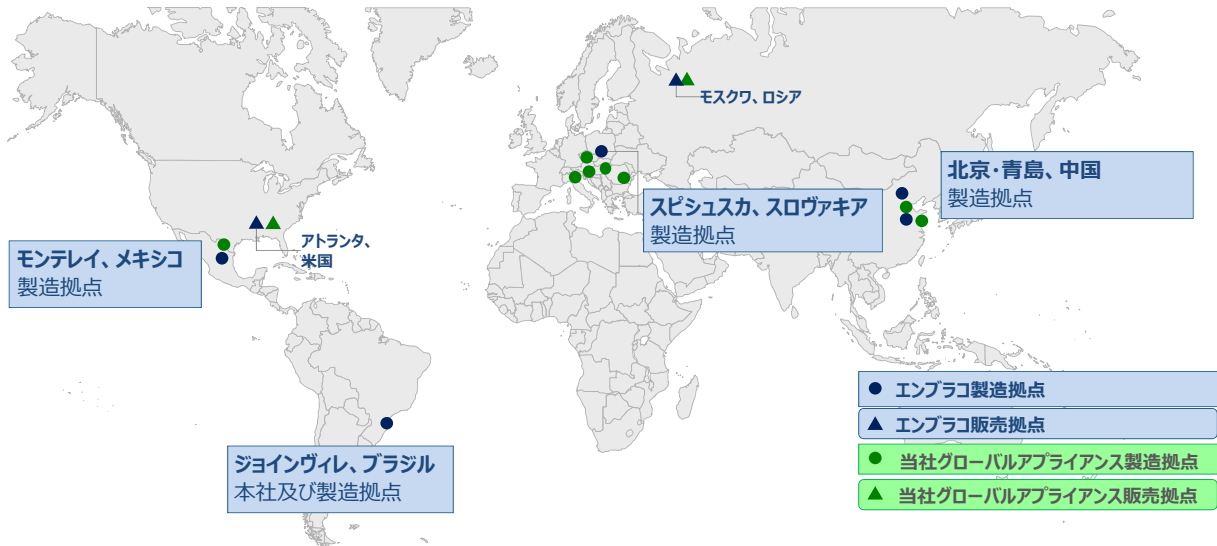 モスクワ、ロシア
北京・青島、中国
製造拠点
スピシュスカ、スロヴァキア
製造拠点
アトランタ、
米国
モンテレイ、メキシコ
製造拠点
ジョインヴィレ、ブラジル
本社及び製造拠点
エンブラコ製造拠点
エンブラコ販売拠点
当社グローバルアプライアンス製造拠点
当社グローバルアプライアンス販売拠点